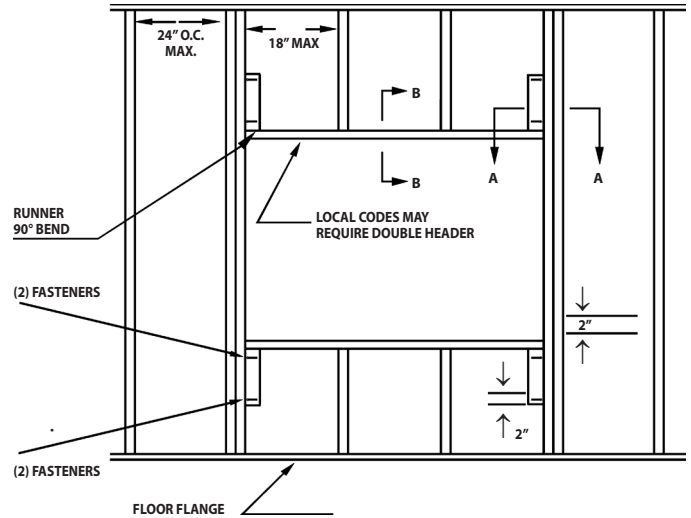 24” O.C.
MAX.
18” MAX
B
A
A
B
RUNNER
90° BEND
LOCAL CODES MAY
REQUIRE DOUBLE HEADER
(2) FASTENERS
2”
2”
(2) FASTENERS
FLOOR FLANGE